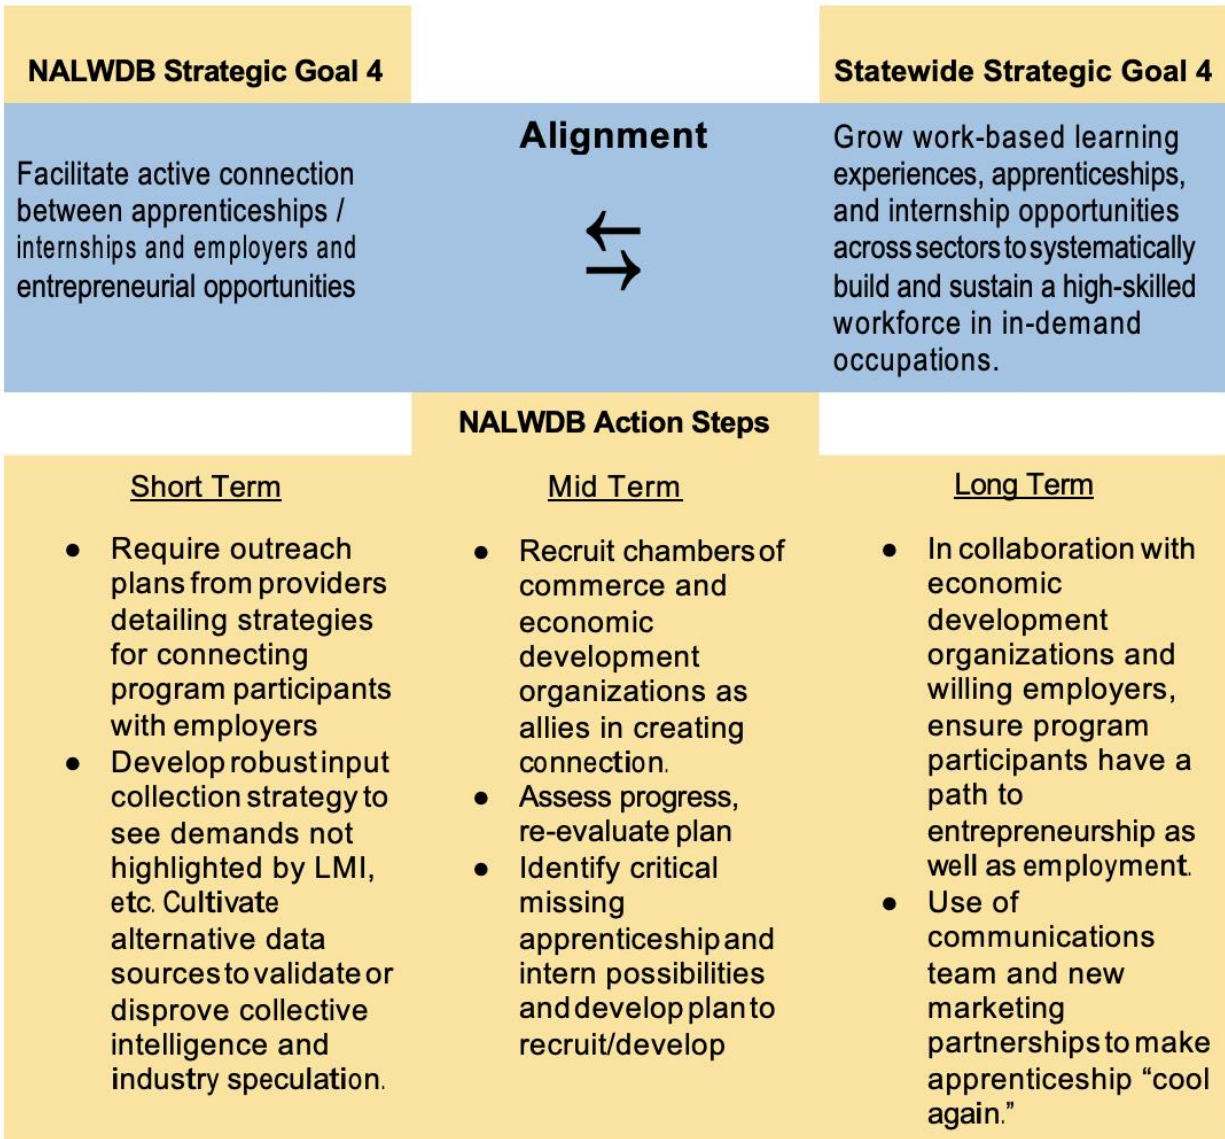 NALWDB Strategic Goal 4
Statewide Strategic Goal 4
Facilitate active connection
between apprenticeships /
internships and employers and
entrepreneurial opportunities
Alignment
←
→
Grow work-based learning
experiences, apprenticeships,
and internship opportunities
across sectors to systematically
build and sustain a high-skilled
workforce in in-demand
occupations.
NALWDB Action Steps
Short Term
● Require outreach
plans from providers
detailing strategies
for connecting
program participants
with employers
● Develop robust input
collection strategy to
see demands not
highlighted by LMI,
etc. Cultivate
alternative data
sources to validate or
disprove collective
intelligence and
industry speculation.
Mid Term
● Recruit chambers of
commerce and
economic
development
organizations as
allies in creating
connection.
● Assess progress,
re-evaluate plan
● Identify critical
missing
apprenticeship and
intern possibilities
and develop plan to
recruit/develop
Long Term
● In collaboration with
economic
development
organizations and
willing employers,
ensure program
participants have a
path to
entrepreneurship as
well as employment.
● Use of
communications
team and new
marketing
partnerships to make
apprenticeship “cool
again.”